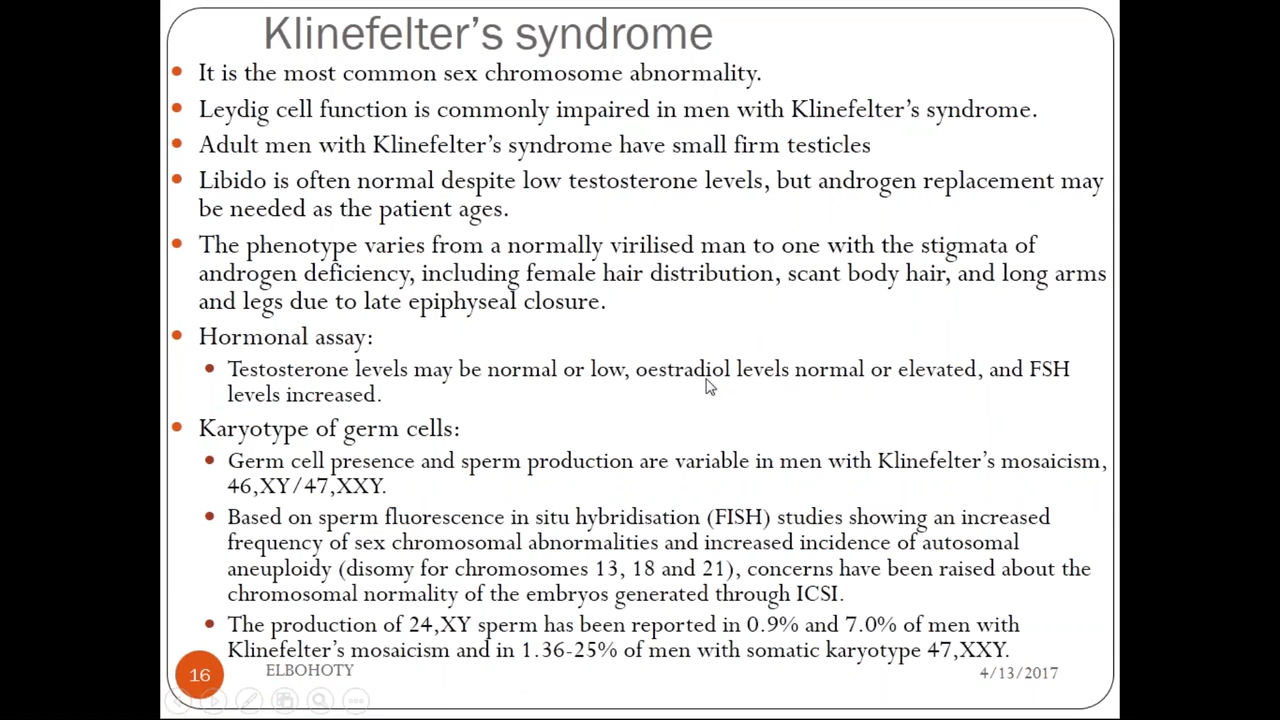 Klinefelter's syndrome
It is the most common sex chromosome abnormality.
Leydig cell function is commonly impaired in men with Klinefelter's syndrome.
Adult men with Klinefelter's syndrome have small firm testicles
Libido is often normal despite low testosterone levels, but androgen replacement may
be needed as the patient ages.
The phenotype varies from a normally virilised man to one with the stigmata of
androgen deficiency, including female hair distribution, scant body hair, and long arms
and legs due to late epiphyseal closure.
Hormonal assay:
Testosterone levels may be normal or low, oestradiol levels normal or elevated, and FSH
levels increased.
Karyotype of germ cells:
Germ cell presence and sperm production are variable in men with Klinefelter's mosaicism,
46,XY/47,XXY.
Based on sperm fluorescence in situ hybridisation (FISH) studies showing an increased
frequency of sex chromosomal abnormalities and increased incidence of autosomal
aneuploidy (disomy for chromosomes 13, 18 and 21), concerns have been raised about the
chromosomal normality of the embryos generated through ICSI.
The production of 24,XY sperm has been reported in 0.9% and 7.0% of men with
Klinefelter's mosaicism and in 1.36-25% of men with somatic karyotype 47,XXY.
16 ELBOHOTY 4/13/2017